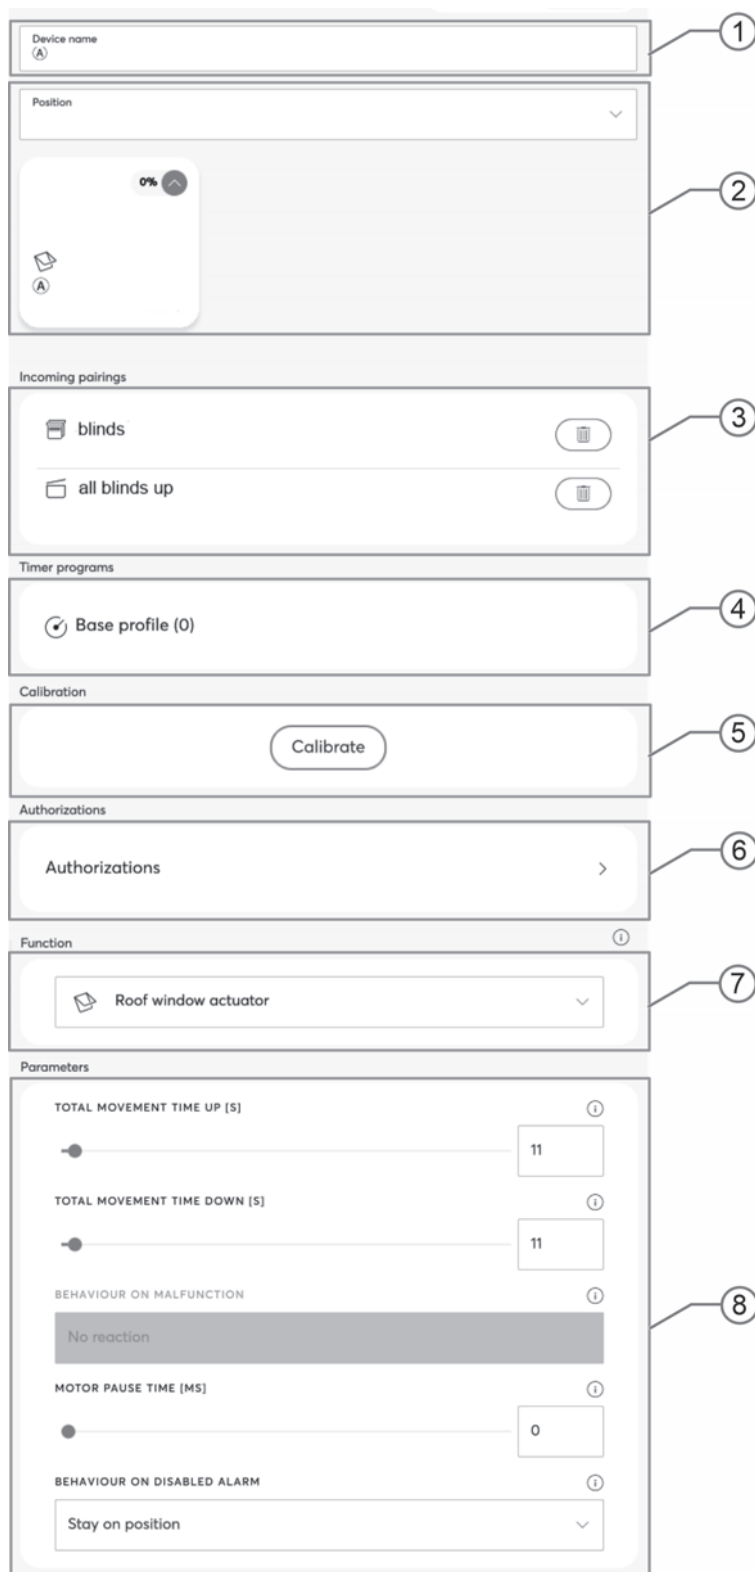 1
Device name
Ⓐ
Position
2
0%
Ⓐ
Incoming pairings
3
blinds
all blinds up
Timer programs
4
Base profile (0)
Calibration
5
Calibrate
Authorizations
6
Authorizations
Function
7
Roof window actuator
Parameters
TOTAL MOVEMENT TIME UP [S]
11
TOTAL MOVEMENT TIME DOWN [S]
11
BEHAVIOUR ON MALFUNCTION
8
No reaction
MOTOR PAUSE TIME [MS]
0
BEHAVIOUR ON DISABLED ALARM
Stay on position